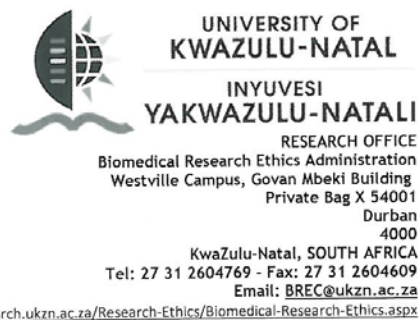 UNIVERSITY OF
KWAZULU-NATAL
INYUVESI
YAKWAZULU-NATALI
RESEARCH OFFICE
Biomedical Research Ethics Administration
Westville Campus, Govan Mbeki Building
Private Bag X 54001
Durban
4000
KwaZulu-Natal, SOUTH AFRICA
Tel: 27 31 2604769 - Fax: 27 31 2604609
Email: BREC@ukzn.ac.za
rch.ukzn.ac.za/Research-Ethics/Biomedical-Research-Ethics.aspx